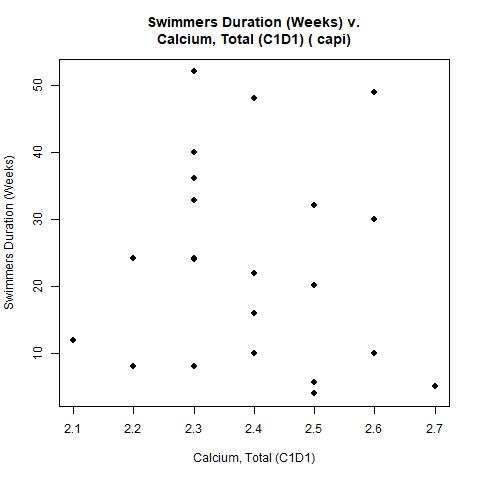 Swimmers Duration (Weeks) v.
Calcium, Total (C1D1) ( capi)
Swimmers Duration (Weeks)
50
40
30
20
10
2.1 2.2 2.3 2.4 2.5 2.6 2.7
Calcium, Total (C1D1)